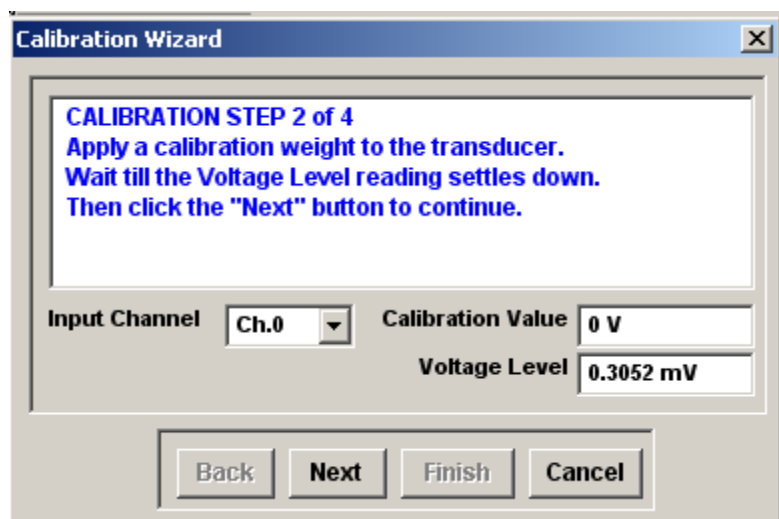 Calibration Wizard
CALIBRATION STEP 2 of 4
Apply a calibration weight to the transducer.
Wait till the Voltage Level reading settles down.
Then click the "Next" button to continue.
Input Channel Ch.0 Calibration Value 0 V
Voltage Level 0.3052 mV
Back Next Finish Cancel